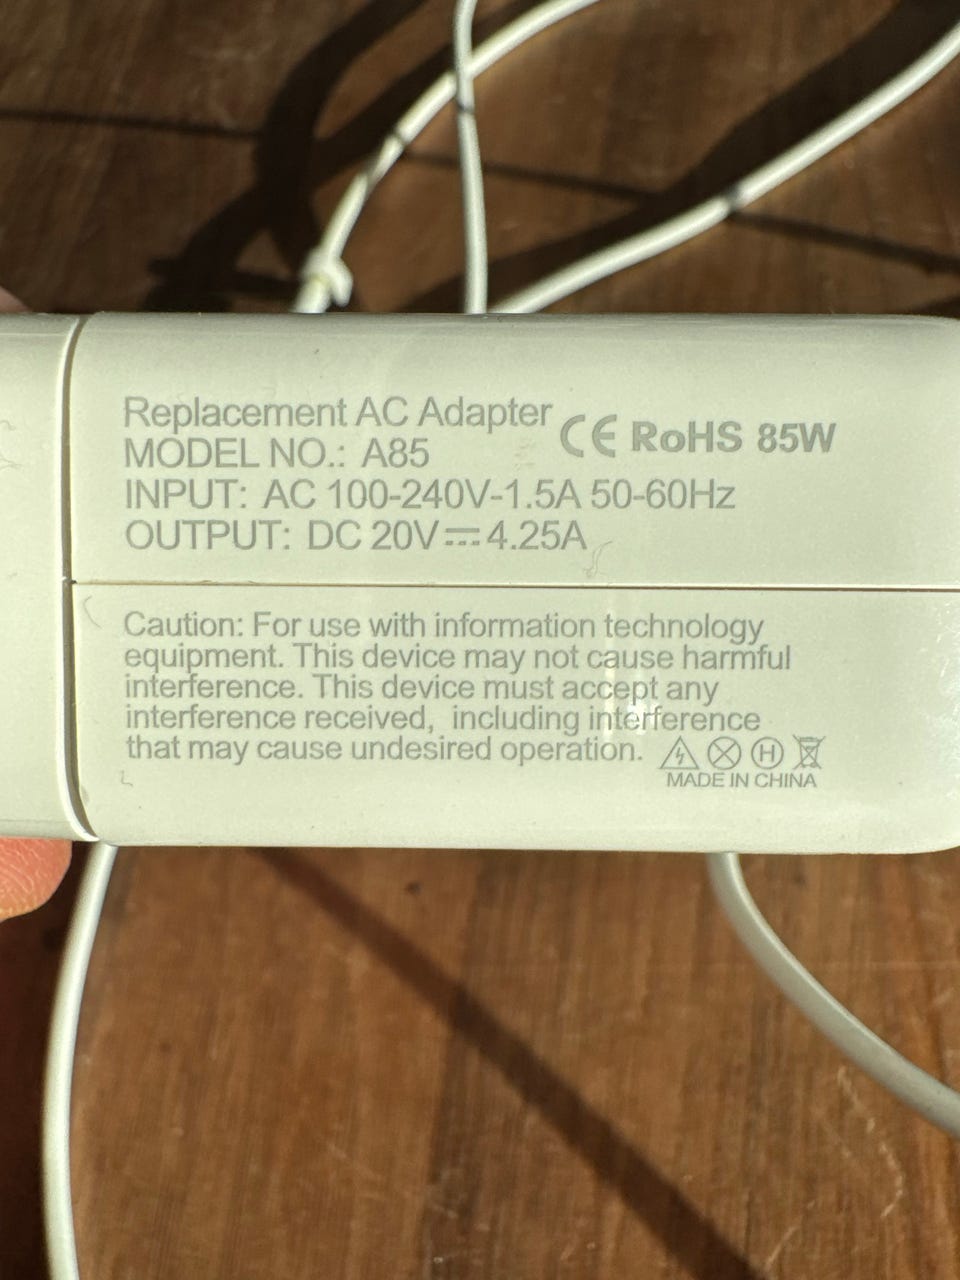 Replacement AC Adapter
CE RoHS 85W
MODEL NO.: A85
INPUT: AC 100-240V-1.5A 50-60Hz
OUTPUT: DC 20V⎓4.25A
Caution: For use with information technology
equipment. This device may not cause harmful
interference. This device must accept any
interference received, including interference
that may cause undesired operation.
H
MADE IN CHINA